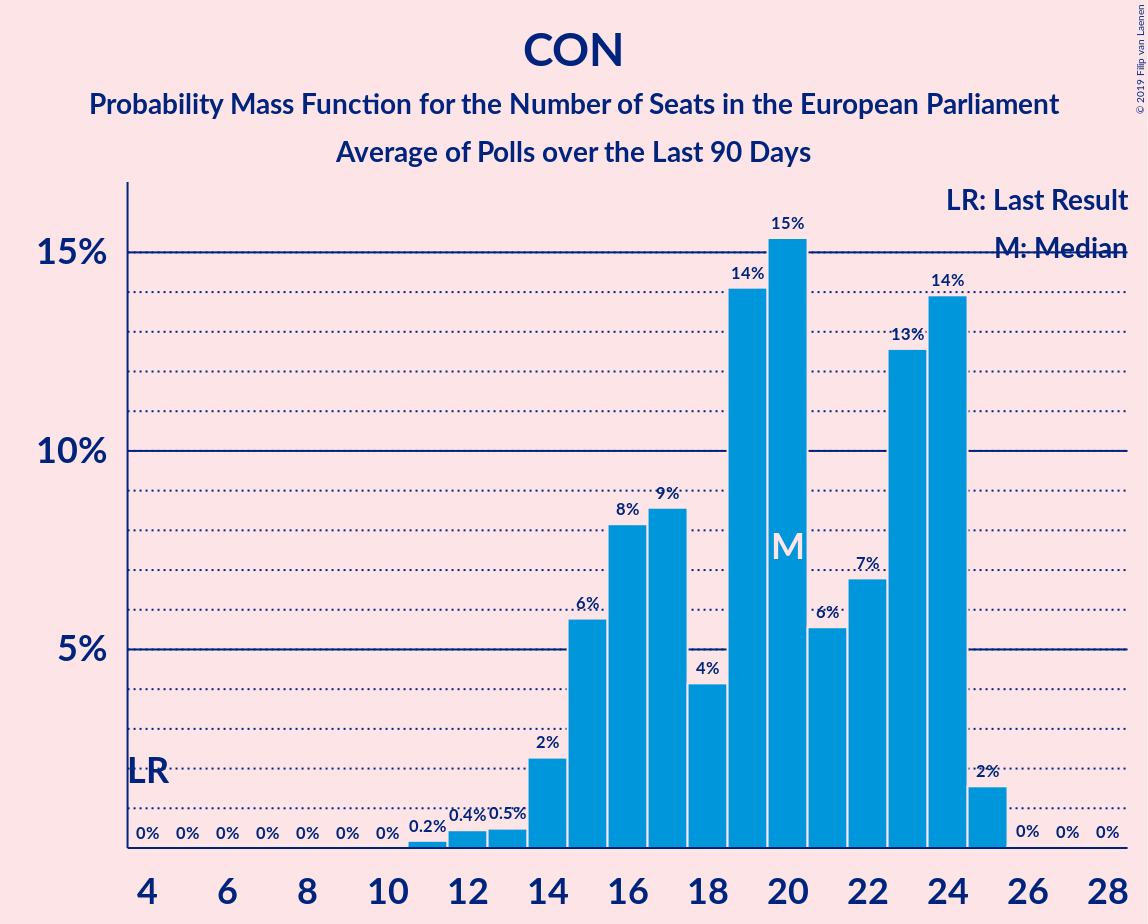 CON
Probability Mass Function for the Number of Seats in the European Parliament
Average of Polls over the Last 90 Days
© 2019 Filip van Laenen
LR: Last Result
M: Median
15%
10%
5%
LR
M
0% 0% 0% 0% 0% 0% 0% 0.2% 0.4% 0.5% 2% 6% 8% 9% 4% 14% 15% 6% 7% 13% 14% 2% 0% 0% 0%
4 6 8 10 12 14 16 18 20 22 24 26 28